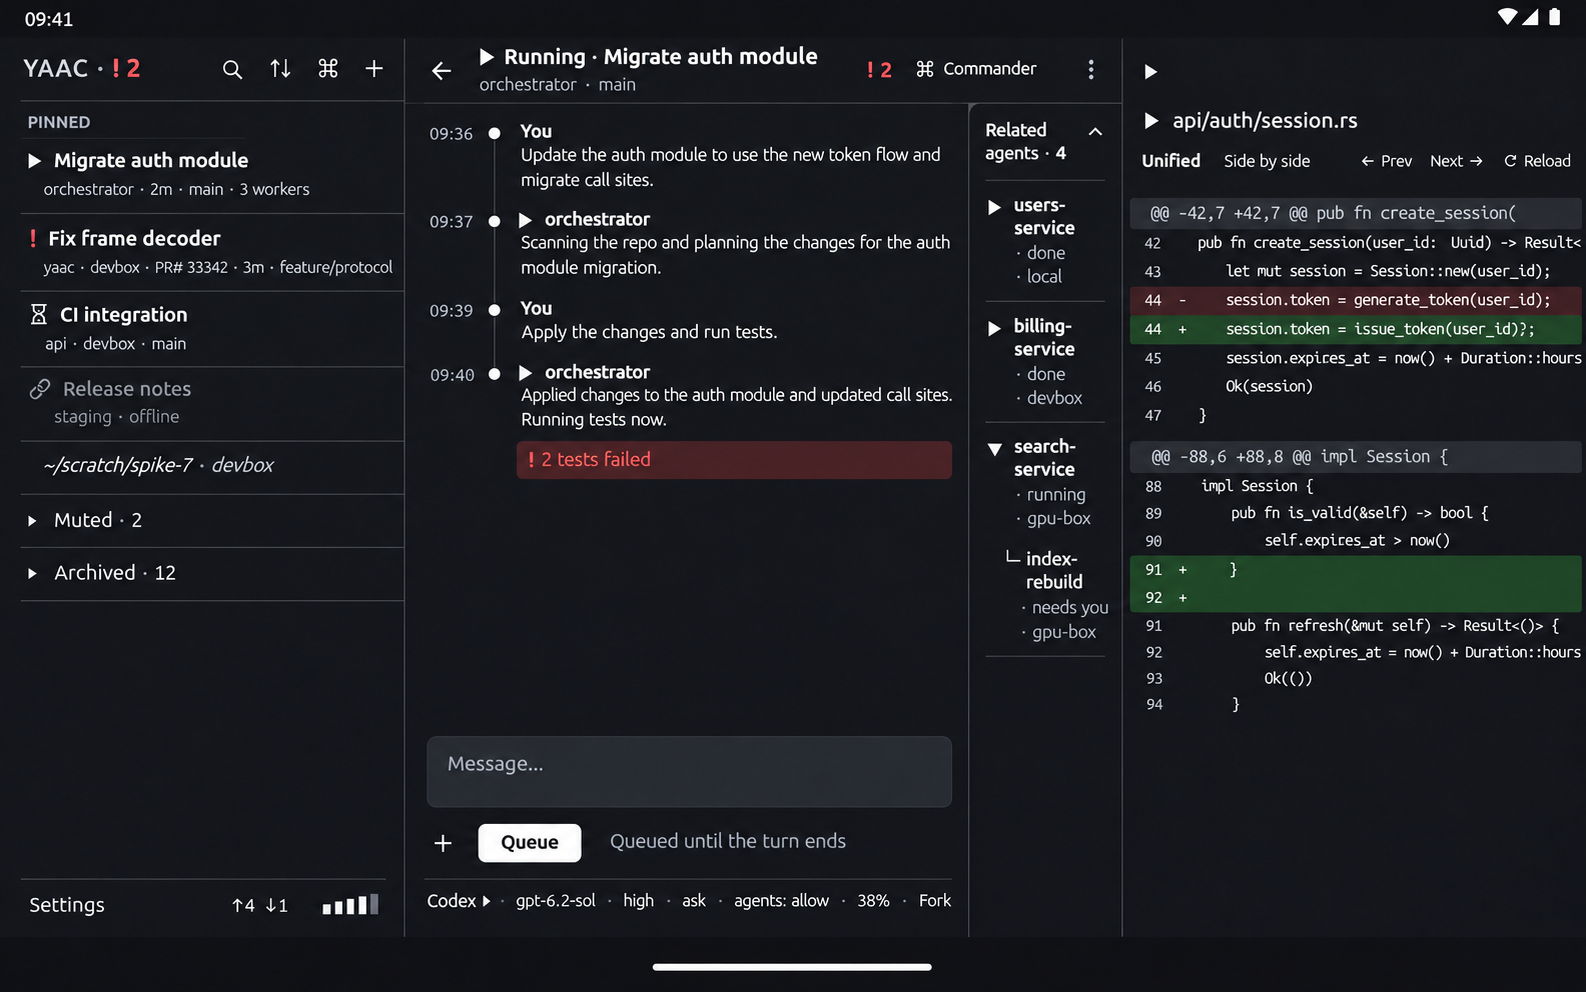 09:41
YAAC · ! 2
PINNED
Migrate auth module
orchestrator · 2m · main · 3 workers
! Fix frame decoder
yaac · devbox · PR# 33342 · 3m · feature/protocol
CI integration
api · devbox · main
Release notes
staging · offline
~/scratch/spike-7 · devbox
Muted · 2
Archived · 12
Settings ↑4 ↓1
Running · Migrate auth module
orchestrator · main
! 2 ⌘ Commander
09:36 You
Update the auth module to use the new token flow and
migrate call sites.
09:37 orchestrator
Scanning the repo and planning the changes for the auth
module migration.
09:39 You
Apply the changes and run tests.
09:40 orchestrator
Applied changes to the auth module and updated call sites.
Running tests now.
! 2 tests failed
Message...
+ Queue Queued until the turn ends
Codex · gpt-6.2-sol · high · ask · agents: allow · 38% · Fork
Related
agents · 4
users-
service
· done
· local
billing-
service
· done
· devbox
search-
service
· running
· gpu-box
index-
rebuild
· needs you
· gpu-box
api/auth/session.rs
Unified Side by side ← Prev Next → Reload
@@ -42,7 +42,7 @@ pub fn create_session(
42 pub fn create_session(user_id: Uuid) -> Result<
43 let mut session = Session::new(user_id);
44 - session.token = generate_token(user_id);
44 + session.token = issue_token(user_id)?;
45 session.expires_at = now() + Duration::hours
46 Ok(session)
47 }
@@ -88,6 +88,8 @@ impl Session {
88 impl Session {
89 pub fn is_valid(&self) -> bool {
90 self.expires_at > now()
91 + }
92 +
91 pub fn refresh(&mut self) -> Result<()> {
92 self.expires_at = now() + Duration::hours
93 Ok(())
94 }